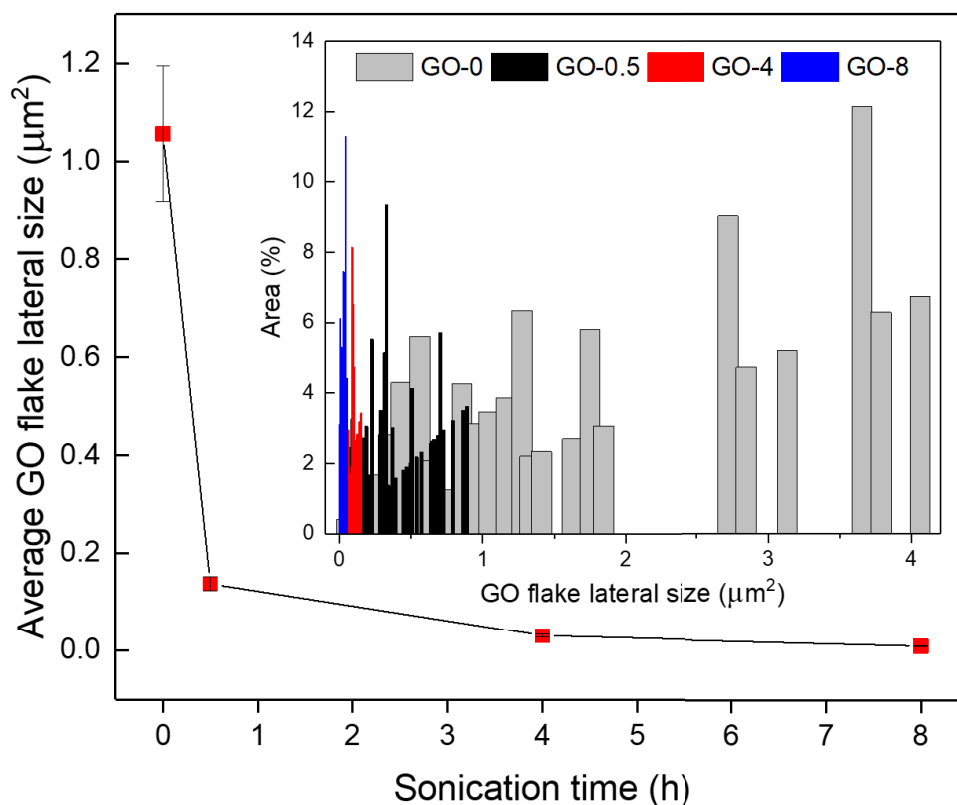 Average GO flake lateral size (μm²)
1.2
1.0
0.8
0.6
0.4
0.2
0.0
0 1 2 3 4 5 6 7 8
Sonication time (h)
GO-0 GO-0.5 GO-4 GO-8
Area (%)
14
12
10
8
6
4
2
0
0 1 2 3 4
GO flake lateral size (μm²)